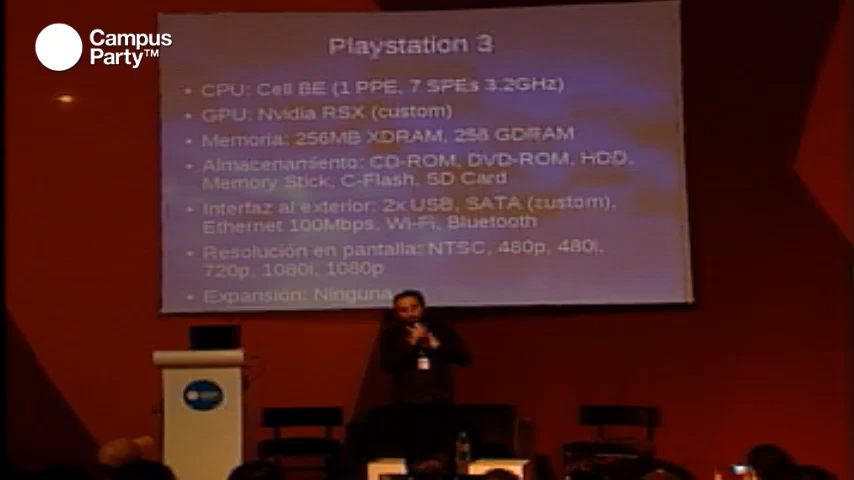 Campus
Party™
Playstation 3
• CPU: Cell BE (1 PPE, 7 SPEs 3.2GHz)
• GPU: Nvidia RSX (custom)
• Memoria: 256MB XDRAM, 256 GDRAM
• Almacenamiento: CD-ROM, DVD-ROM, HDD,
Memory Stick, C-Flash, SD Card
• Interfaz al exterior: 2x USB, SATA (custom),
Ethernet 100Mbps, Wi-Fi, Bluetooth
• Resolución en pantalla: NTSC, 480p, 480i,
720p, 1080i, 1080p
• Expansión: Ninguna